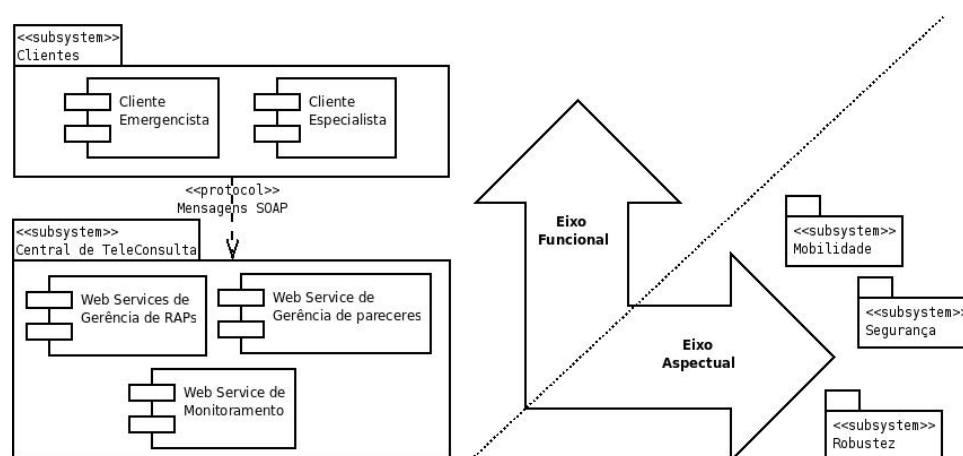 <<subsystem>>
Clientes
Cliente
Emergencista
Cliente
Especialista
<<protocol>>
Mensagens SOAP
<<subsystem>>
Central de TeleConsulta
Web Services de
Gerência de RAPs
Web Service de
Gerência de pareceres
Web Service de
Monitoramento
Eixo
Funcional
Eixo
Aspectual
<<subsystem>>
Mobilidade
<<subsystem>>
Segurança
<<subsystem>>
Robustez